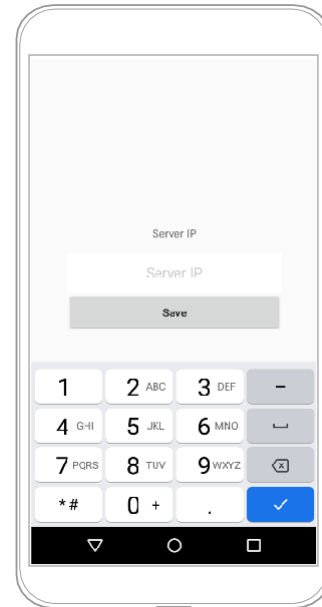 Server IP
Server IP
Save
1 2 ABC 3 DEF -
4 GHI 5 JKL 6 MNO
7 PQRS 8 TUV 9 WXYZ
*# 0 + .